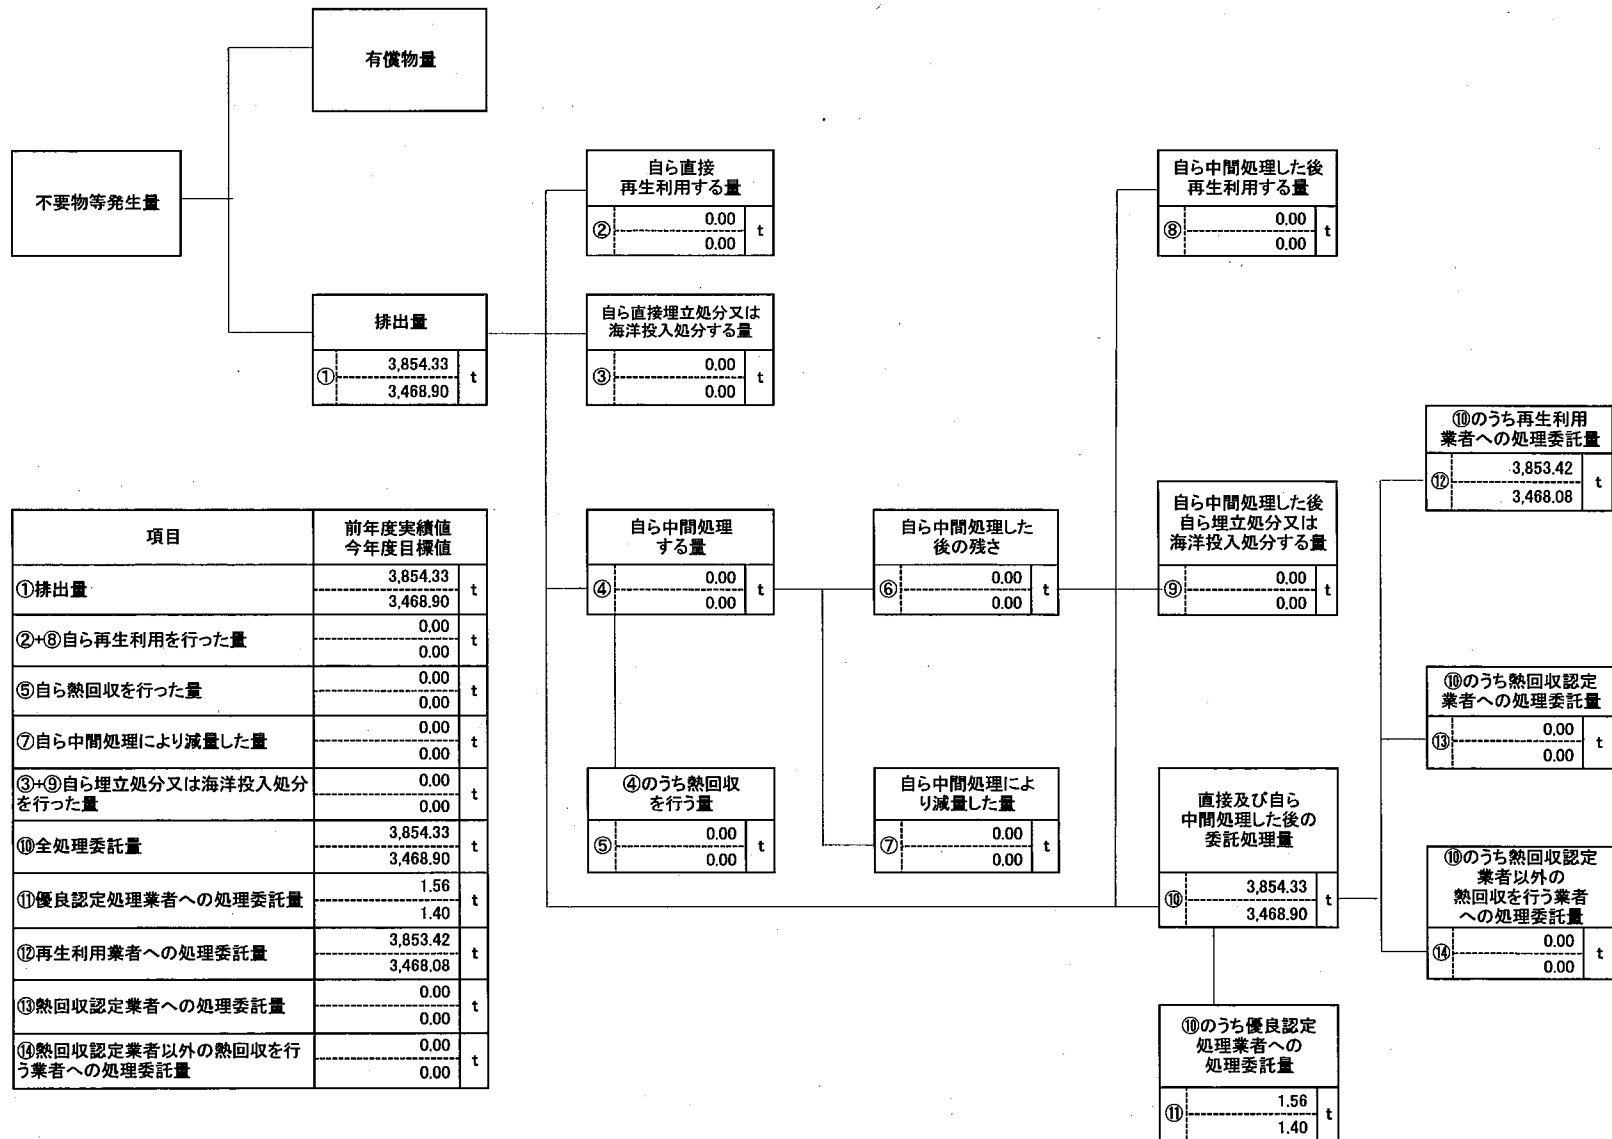 有償物量
不要物等発生量
排出量
①
3,854.33
3,468.90
t
自ら直接
再生利用する量
②
0.00
0.00
t
自ら直接埋立処分又は
海洋投入処分する量
③
0.00
0.00
t
自ら中間処理
する量
④
0.00
0.00
t
④のうち熱回収
を行う量
⑤
0.00
0.00
t
自ら中間処理した
後の残さ
⑥
0.00
0.00
t
自ら中間処理によ
り減量した量
⑦
0.00
0.00
t
自ら中間処理した後
再生利用する量
⑧
0.00
0.00
t
自ら中間処理した後
自ら埋立処分又は
海洋投入処分する量
⑨
0.00
0.00
t
直接及び自ら
中間処理した後の
委託処理量
⑩
3,854.33
3,468.90
t
⑩のうち優良認定
処理業者への
処理委託量
⑪
1.56
1.40
t
⑩のうち再生利用
業者への処理委託量
⑫
3,853.42
3,468.08
t
⑩のうち熱回収認定
業者への処理委託量
⑬
0.00
0.00
t
⑩のうち熱回収認定
業者以外の
熱回収を行う業者
への処理委託量
⑭
0.00
0.00
t
項目
前年度実績値
今年度目標値
①排出量
3,854.33
3,468.90
t
②+⑧自ら再生利用を行った量
0.00
0.00
t
⑤自ら熱回収を行った量
0.00
0.00
t
⑦自ら中間処理により減量した量
0.00
0.00
t
③+⑨自ら埋立処分又は海洋投入処分
を行った量
0.00
0.00
t
⑩全処理委託量
3,854.33
3,468.90
t
⑪優良認定処理業者への処理委託量
1.56
1.40
t
⑫再生利用業者への処理委託量
3,853.42
3,468.08
t
⑬熱回収認定業者への処理委託量
0.00
0.00
t
⑭熱回収認定業者以外の熱回収を行
う業者への処理委託量
0.00
0.00
t